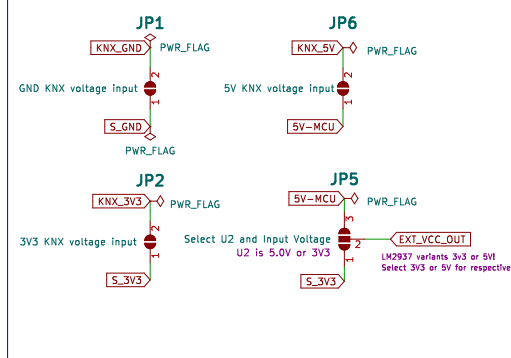 JP1
KNX_GND
PWR_FLAG
2
GND KNX voltage input
1
S_GND
PWR_FLAG
JP6
KNX_5V
PWR_FLAG
2
5V KNX voltage input
1
5V-MCU
JP2
KNX_3V3
PWR_FLAG
2
3V3 KNX voltage input
1
S_3V3
JP5
5V-MCU
PWR_FLAG
3
Select U2 and Input Voltage
2
EXT_VCC_OUT
U2 is 5.0V or 3V3
1
LM2937 variants 3v3 or 5V!
Select 3V3 or 5V for respective
S_3V3